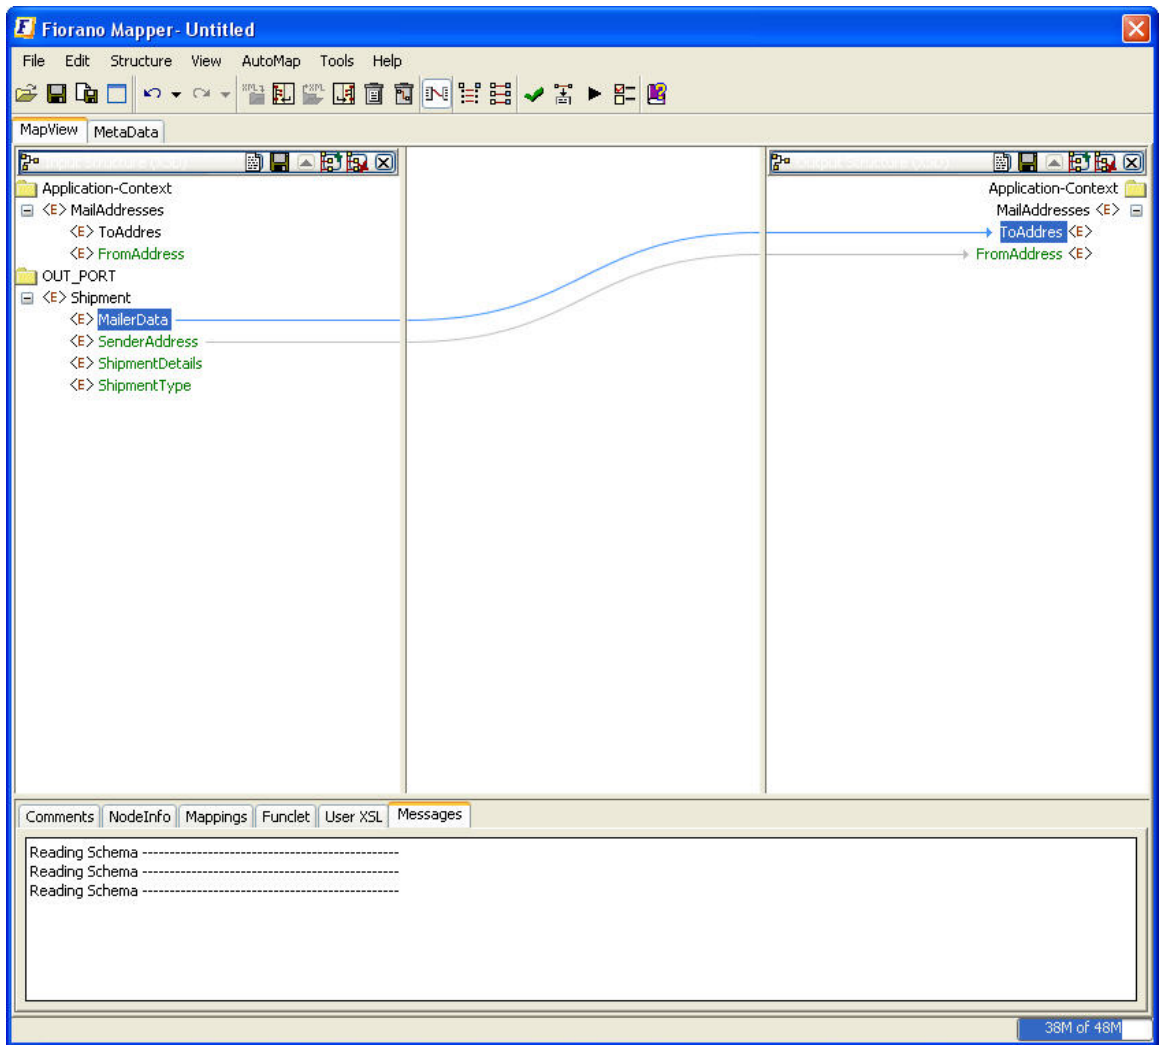 Fiorano Mapper- Untitled
File Edit Structure View AutoMap Tools Help
MapView MetaData
Application-Context
<E> MailAddresses
<E> ToAddres
<E> FromAddress
OUT_PORT
<E> Shipment
<E> MailerData
<E> SenderAddress
<E> ShipmentDetails
<E> ShipmentType
Application-Context
MailAddresses <E>
ToAddres <E>
FromAddress <E>
Comments NodeInfo Mappings Funclet User XSL Messages
Reading Schema -----------------------------------------------
Reading Schema -----------------------------------------------
Reading Schema -----------------------------------------------
38M of 48M